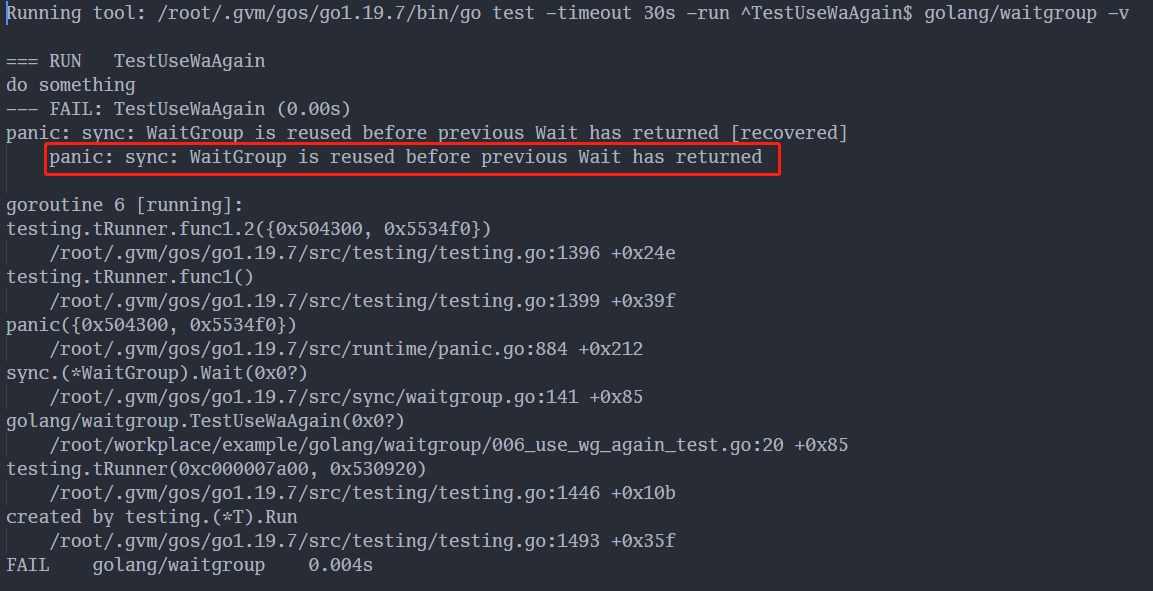 Running tool: /root/.gvm/gos/go1.19.7/bin/go test -timeout 30s -run ^TestUseWaAgain$ golang/waitgroup -v
=== RUN   TestUseWaAgain
do something
--- FAIL: TestUseWaAgain (0.00s)
panic: sync: WaitGroup is reused before previous Wait has returned [recovered]
panic: sync: WaitGroup is reused before previous Wait has returned
goroutine 6 [running]:
testing.tRunner.func1.2({0x504300, 0x5534f0})
/root/.gvm/gos/go1.19.7/src/testing/testing.go:1396 +0x24e
testing.tRunner.func1()
/root/.gvm/gos/go1.19.7/src/testing/testing.go:1399 +0x39f
panic({0x504300, 0x5534f0})
/root/.gvm/gos/go1.19.7/src/runtime/panic.go:884 +0x212
sync.(*WaitGroup).Wait(0x0?)
/root/.gvm/gos/go1.19.7/src/sync/waitgroup.go:141 +0x85
golang/waitgroup.TestUseWaAgain(0x0?)
/root/workplace/example/golang/waitgroup/006_use_wg_again_test.go:20 +0x85
testing.tRunner(0xc000007a00, 0x530920)
/root/.gvm/gos/go1.19.7/src/testing/testing.go:1446 +0x10b
created by testing.(*T).Run
/root/.gvm/gos/go1.19.7/src/testing/testing.go:1493 +0x35f
FAIL    golang/waitgroup    0.004s